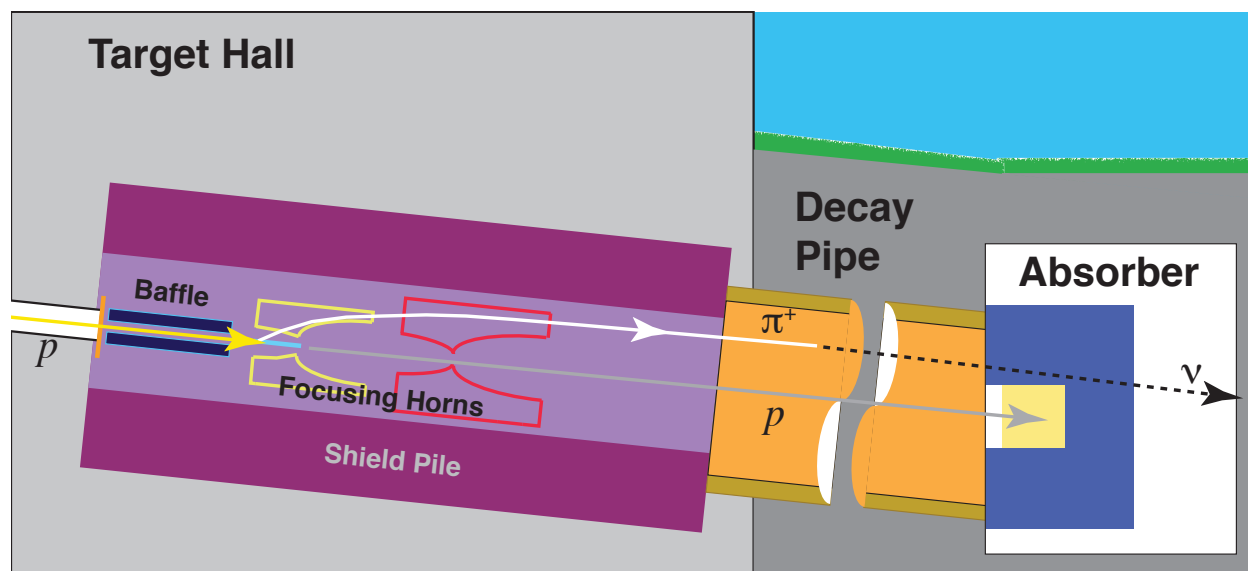 Target Hall
Decay
Pipe
Absorber
Baffle
p
π+
ν
Focusing Horns
p
Shield Pile